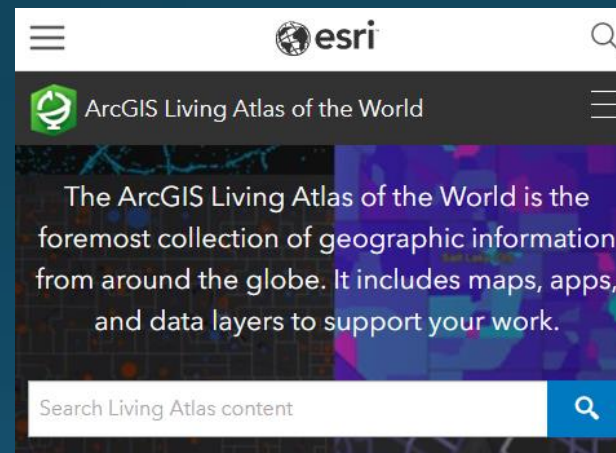 esri
ArcGIS Living Atlas of the World
The ArcGIS Living Atlas of the World is the
foremost collection of geographic information
from around the globe. It includes maps, apps,
and data layers to support your work.
Search Living Atlas content